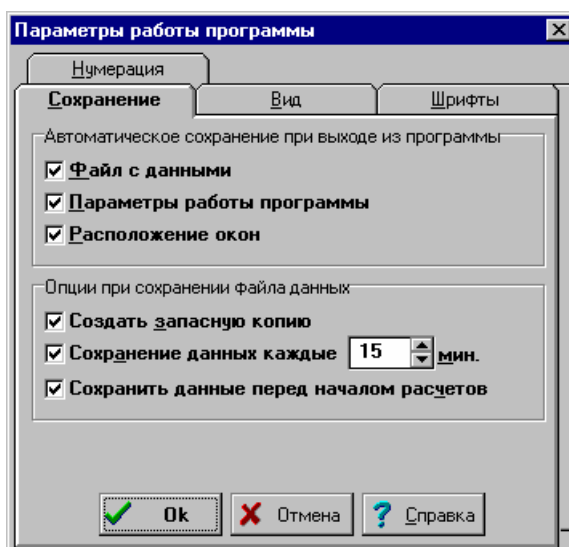 Параметры работы программы
Нумерация
Сохранение Вид Шрифты
Автоматическое сохранение при выходе из программы
Файл с данными
Параметры работы программы
Расположение окон
Опции при сохранении файла данных
Создать запасную копию
Сохранение данных каждые 15 мин.
Сохранить данные перед началом расчетов
Ok Отмена ? Справка